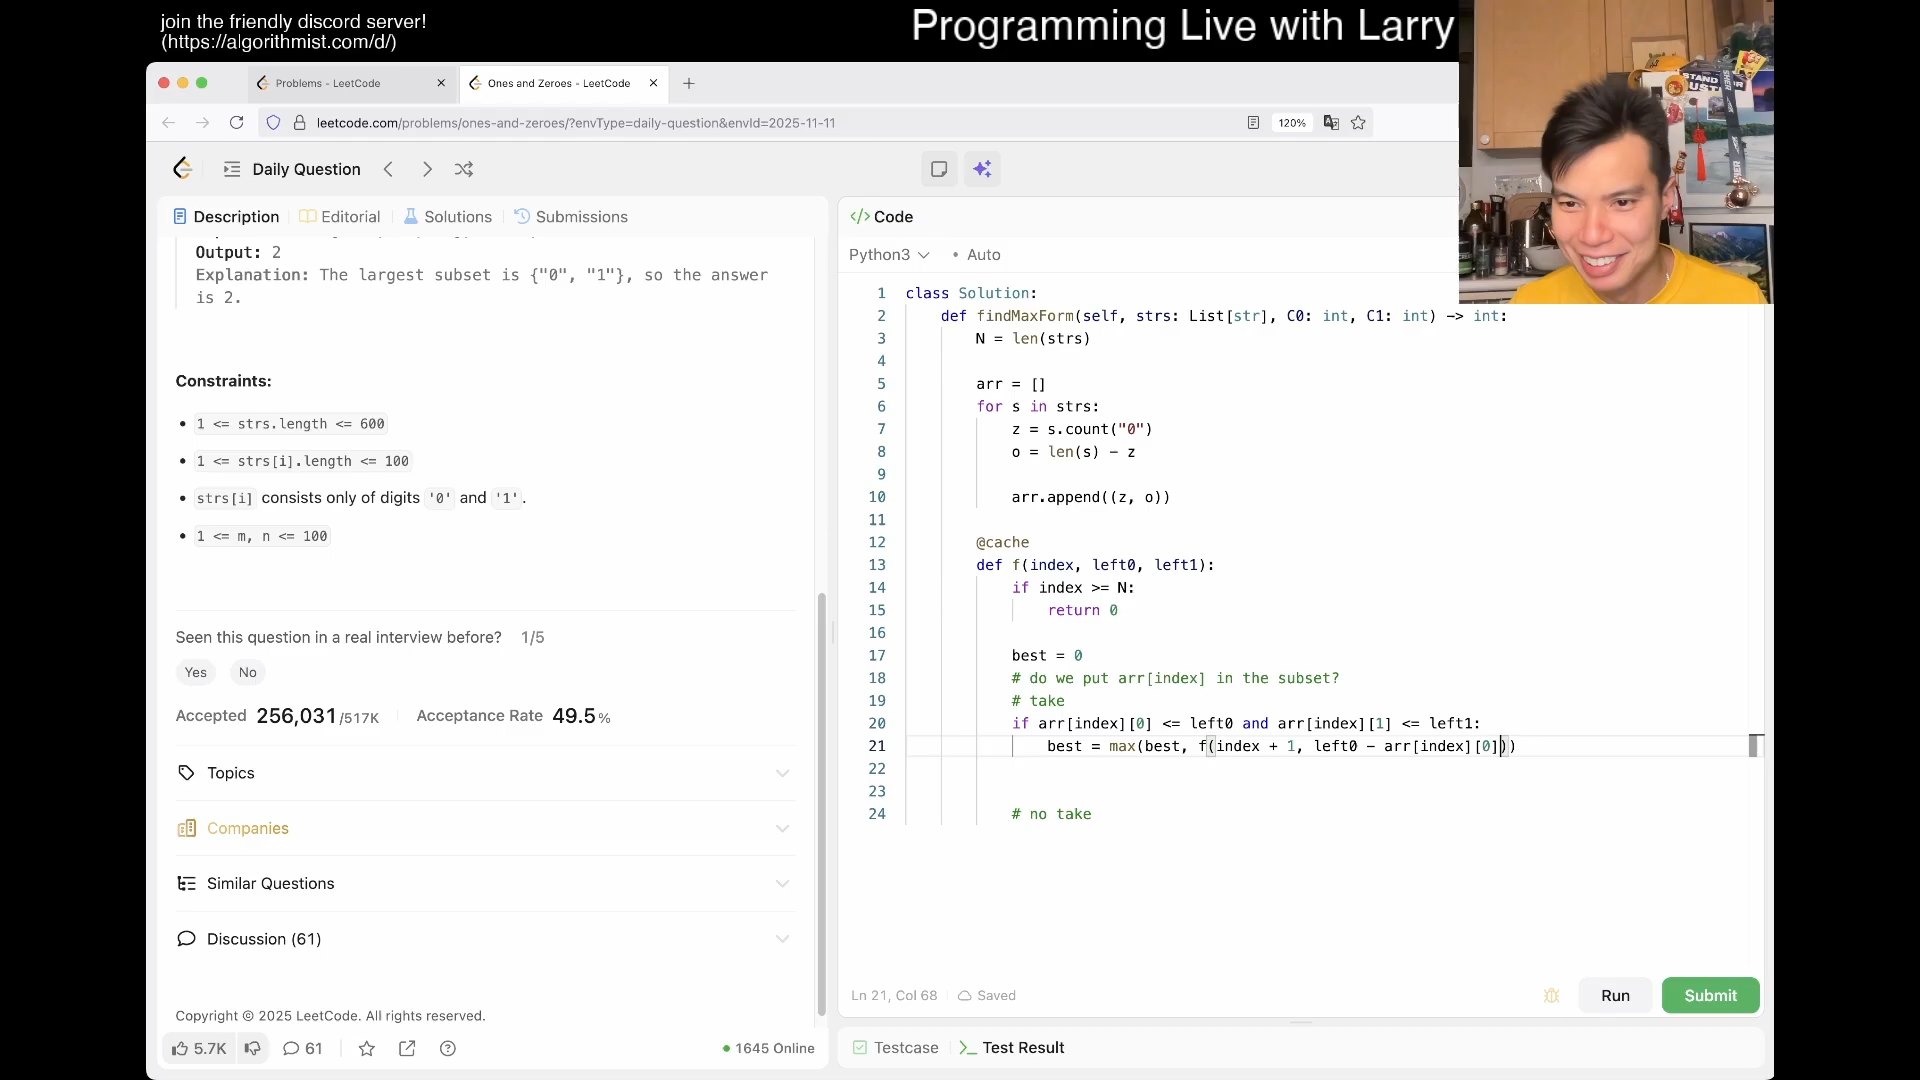 join the friendly discord server!
(https://algorithmist.com/d/)
Programming Live with Larry
Problems - LeetCode
Ones and Zeroes - LeetCode
leetcode.com/problems/ones-and-zeroes/?envType=daily-question&envId=2025-11-11
120%
Daily Question
Description
Editorial
Solutions
Submissions
Output: 2
Explanation: The largest subset is {"0", "1"}, so the answer
is 2.
Constraints:
1 <= strs.length <= 600
1 <= strs[i].length <= 100
strs[i] consists only of digits '0' and '1'.
1 <= m, n <= 100
Seen this question in a real interview before? 1/5
Yes
No
Accepted 256,031/517K
Acceptance Rate 49.5%
Topics
Companies
Similar Questions
Discussion (61)
Copyright © 2025 LeetCode. All rights reserved.
5.7K
61
1645 Online
</> Code
Python3
Auto
1 class Solution:
2 def findMaxForm(self, strs: List[str], C0: int, C1: int) -> int:
3 N = len(strs)
4
5 arr = []
6 for s in strs:
7 z = s.count("0")
8 o = len(s) - z
9
10 arr.append((z, o))
11
12 @cache
13 def f(index, left0, left1):
14 if index >= N:
15 return 0
16
17 best = 0
18 # do we put arr[index] in the subset?
19 # take
20 if arr[index][0] <= left0 and arr[index][1] <= left1:
21 best = max(best, f(index + 1, left0 - arr[index][0]))
22
23
24 # no take
Ln 21, Col 68
Saved
Run
Submit
Testcase
Test Result